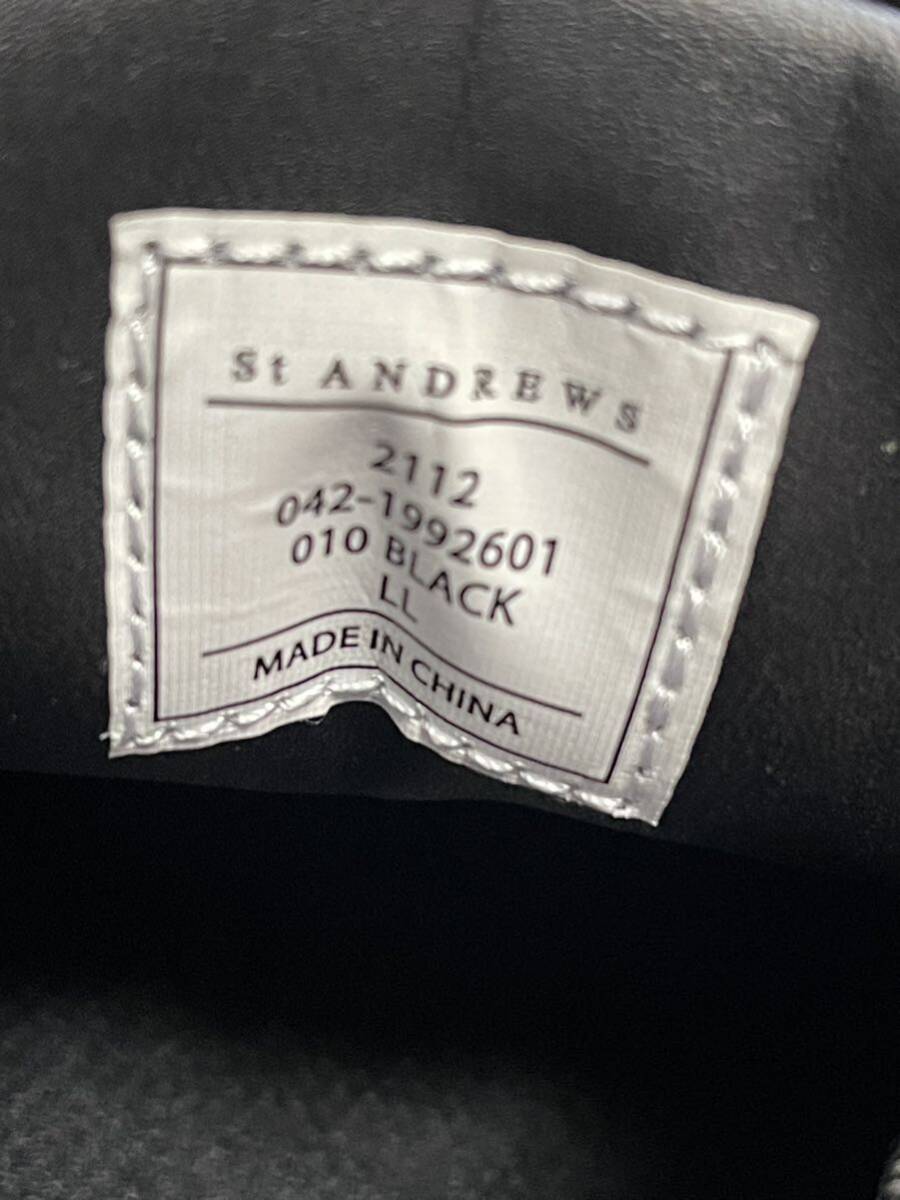 St ANDREWS
2112
042-1992601
010 BLACK
LL
MADE IN CHINA